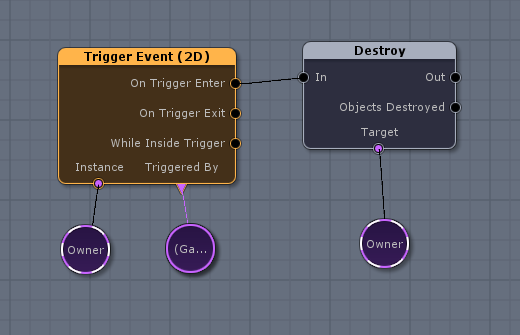 Trigger Event (2D)
On Trigger Enter
On Trigger Exit
While Inside Trigger
Instance Triggered By
Owner
(Ga...
Destroy
In Out
Objects Destroyed
Target
Owner